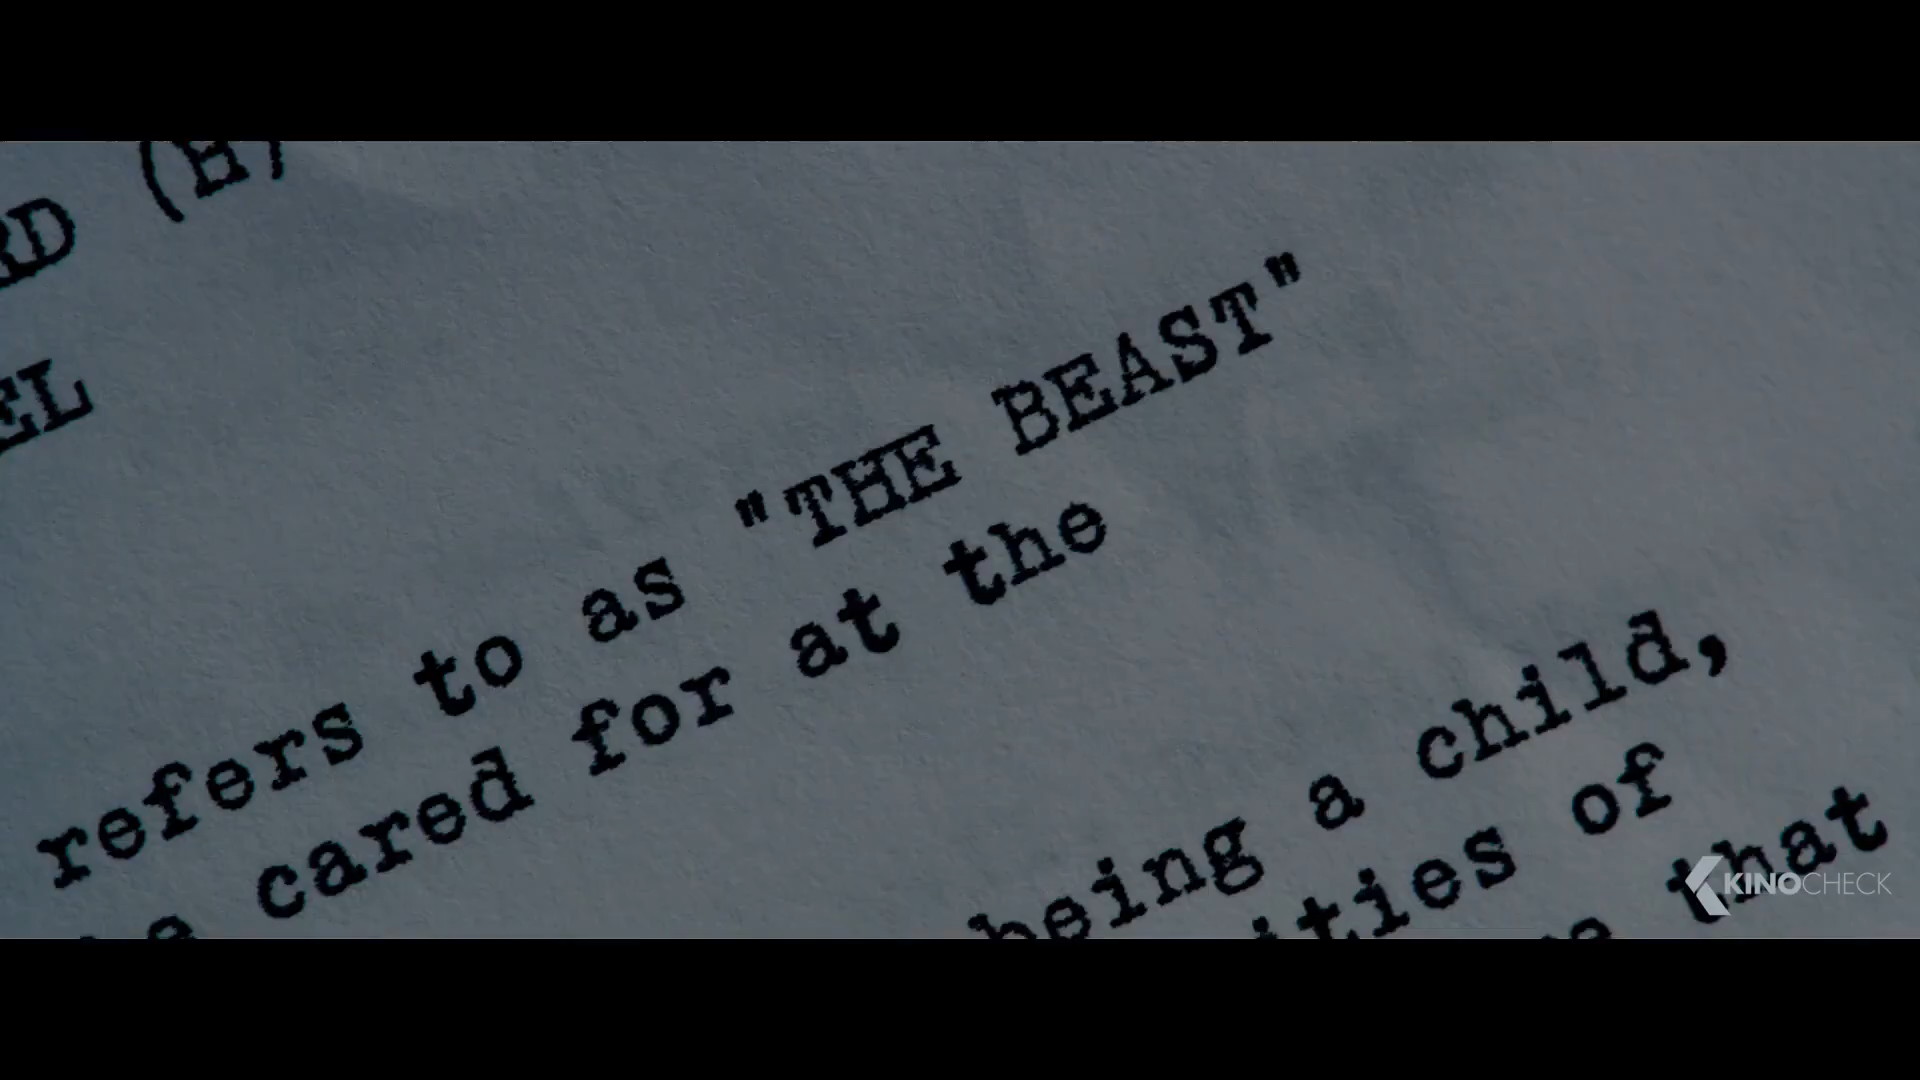 RD (H)
EL
refers to as "THE BEAST"
cared for at the
being a child,
ities of
that
KINOCHECK